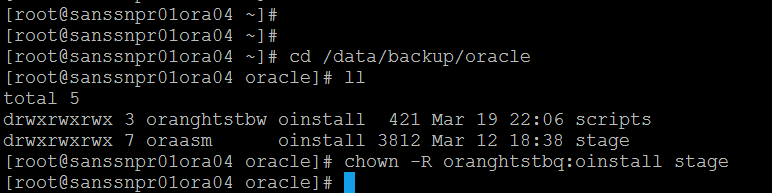 [root@sanssnpr01ora04 ~]#
[root@sanssnpr01ora04 ~]#
[root@sanssnpr01ora04 ~]# cd /data/backup/oracle
[root@sanssnpr01ora04 oracle]# ll
total 5
drwxrwxrwx 3 oranghtstbw oinstall  421 Mar 19 22:06 scripts
drwxrwxrwx 7 oraasm      oinstall 3812 Mar 12 18:38 stage
[root@sanssnpr01ora04 oracle]# chown -R oranghtstbq:oinstall stage
[root@sanssnpr01ora04 oracle]#